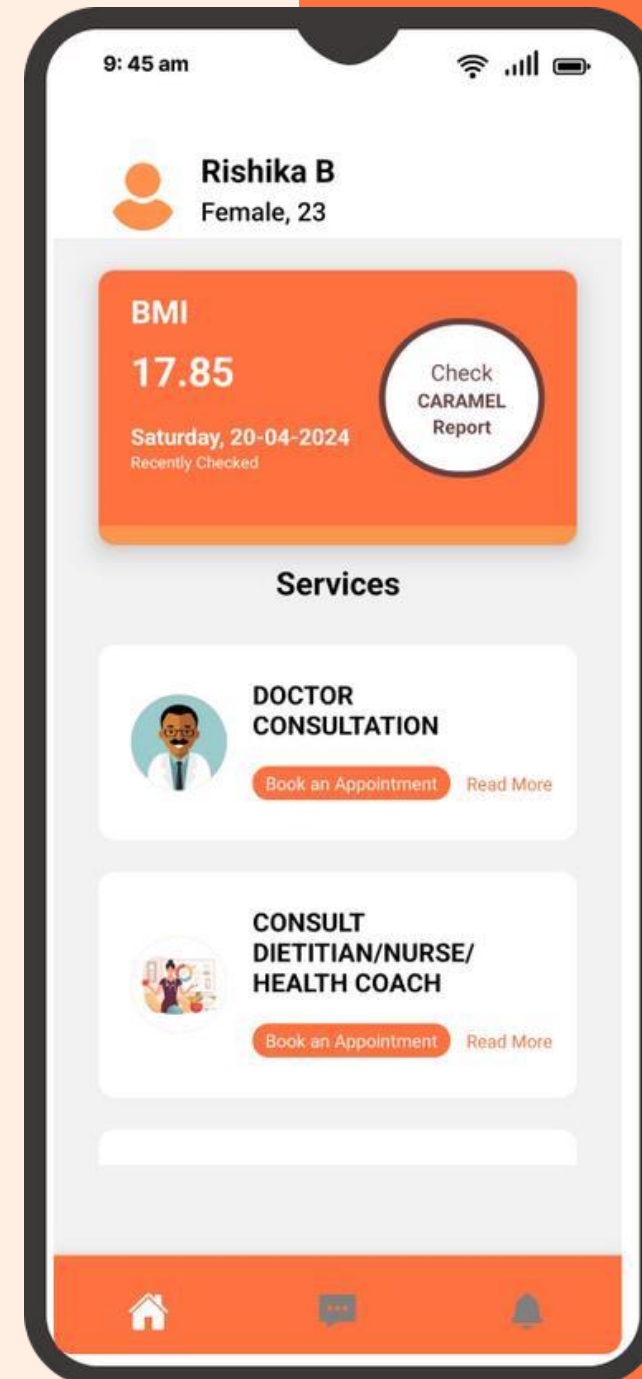 9: 45 am
Rishika B
Female, 23
BMI
17.85
Saturday, 20-04-2024
Recently Checked
Check
CARAMEL
Report
Services
DOCTOR
CONSULTATION
Book an Appointment Read More
CONSULT
DIETITIAN/NURSE/
HEALTH COACH
Book an Appointment Read More